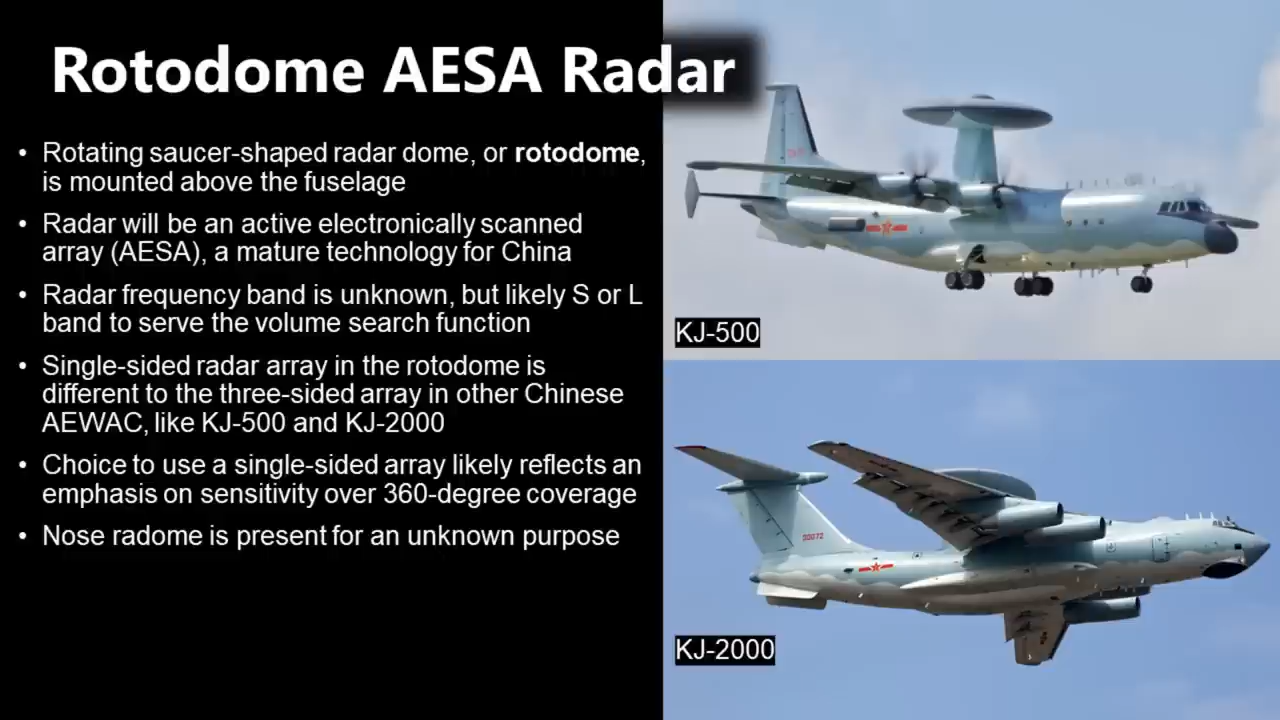 Rotodome AESA Radar
• Rotating saucer-shaped radar dome, or rotodome,
is mounted above the fuselage
• Radar will be an active electronically scanned
array (AESA), a mature technology for China
• Radar frequency band is unknown, but likely S or L
band to serve the volume search function
• Single-sided radar array in the rotodome is
different to the three-sided array in other Chinese
AEWAC, like KJ-500 and KJ-2000
• Choice to use a single-sided array likely reflects an
emphasis on sensitivity over 360-degree coverage
• Nose radome is present for an unknown purpose
KJ-500
30072
KJ-2000